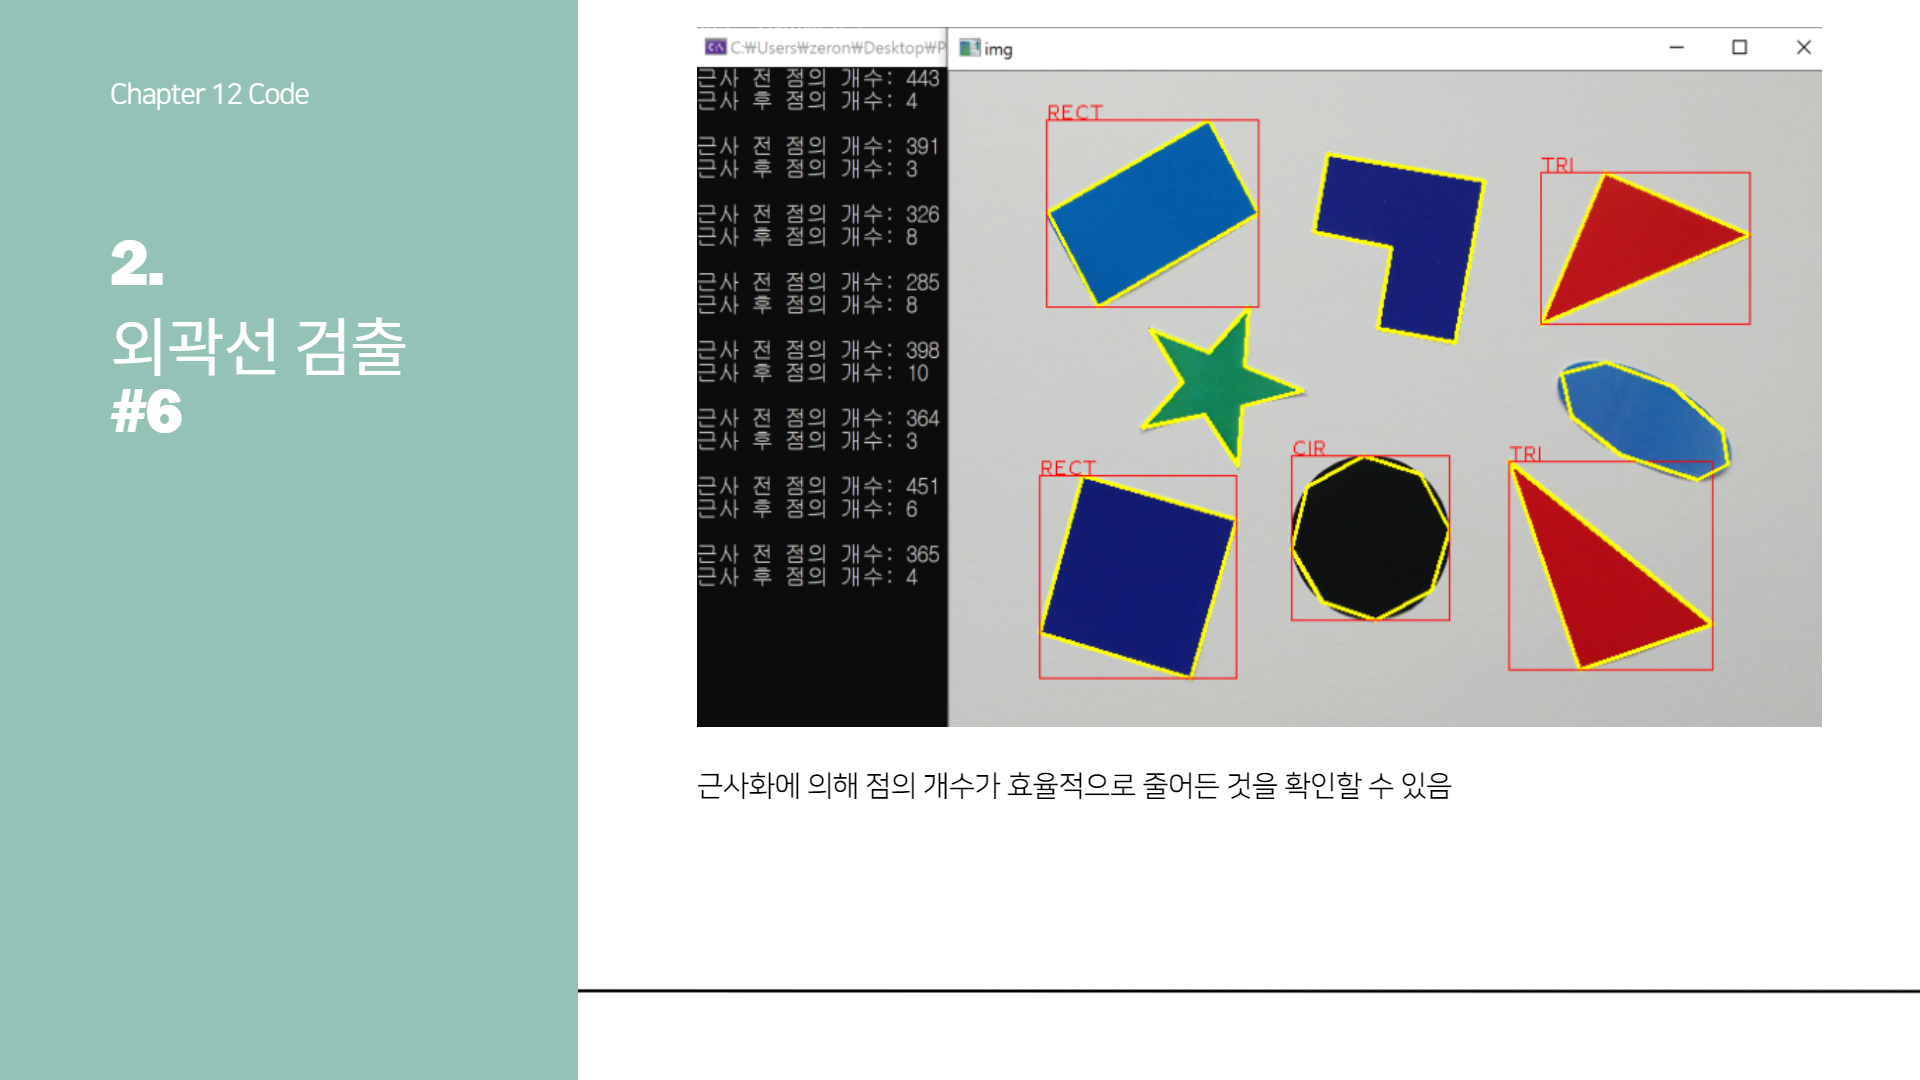 Chapter 12 Code
2.
외곽선 검출
#6
C:₩Users₩zeron₩Desktop₩P
근사 전 점의 개수: 443
근사 후 점의 개수: 4
근사 전 점의 개수: 391
근사 후 점의 개수: 3
근사 전 점의 개수: 326
근사 후 점의 개수: 8
근사 전 점의 개수: 285
근사 후 점의 개수: 8
근사 전 점의 개수: 398
근사 후 점의 개수: 10
근사 전 점의 개수: 364
근사 후 점의 개수: 3
근사 전 점의 개수: 451
근사 후 점의 개수: 6
근사 전 점의 개수: 365
근사 후 점의 개수: 4
img
RECT
TRI
CIR
TRI
RECT
근사화에 의해 점의 개수가 효율적으로 줄어든 것을 확인할 수 있음